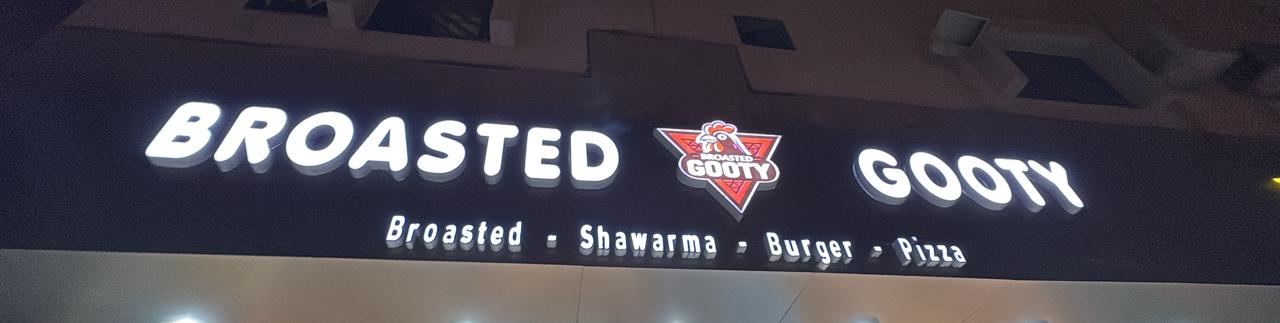 BROASTED GOOTY
BROASTED
GOOTY
Broasted - Shawarma - Burger - Pizza